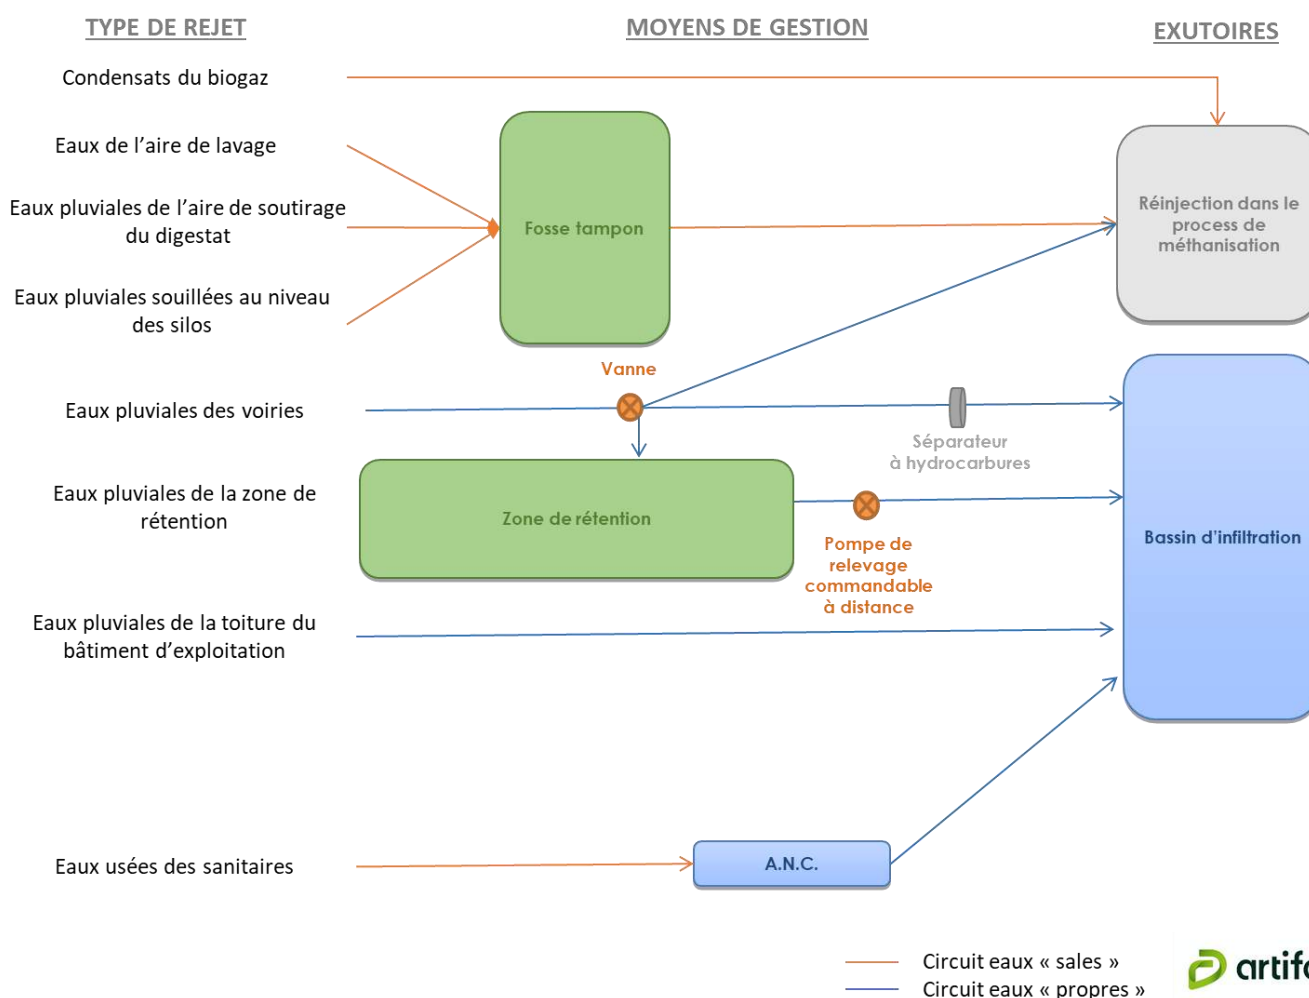 TYPE DE REJET
MOYENS DE GESTION
EXUTOIRES
Condensats du biogaz
Eaux de l’aire de lavage
Eaux pluviales de l’aire de soutirage
du digestat
Fosse tampon
Réinjection dans le
process de
méthanisation
Eaux pluviales souillées au niveau
des silos
Vanne
Eaux pluviales des voiries
Séparateur
à hydrocarbures
Eaux pluviales de la zone de
rétention
Zone de rétention
Pompe de
relevage
commandable
à distance
Bassin d’infiltration
Eaux pluviales de la toiture du
bâtiment d’exploitation
Eaux usées des sanitaires
A.N.C.
Circuit eaux « sales »
Circuit eaux « propres »